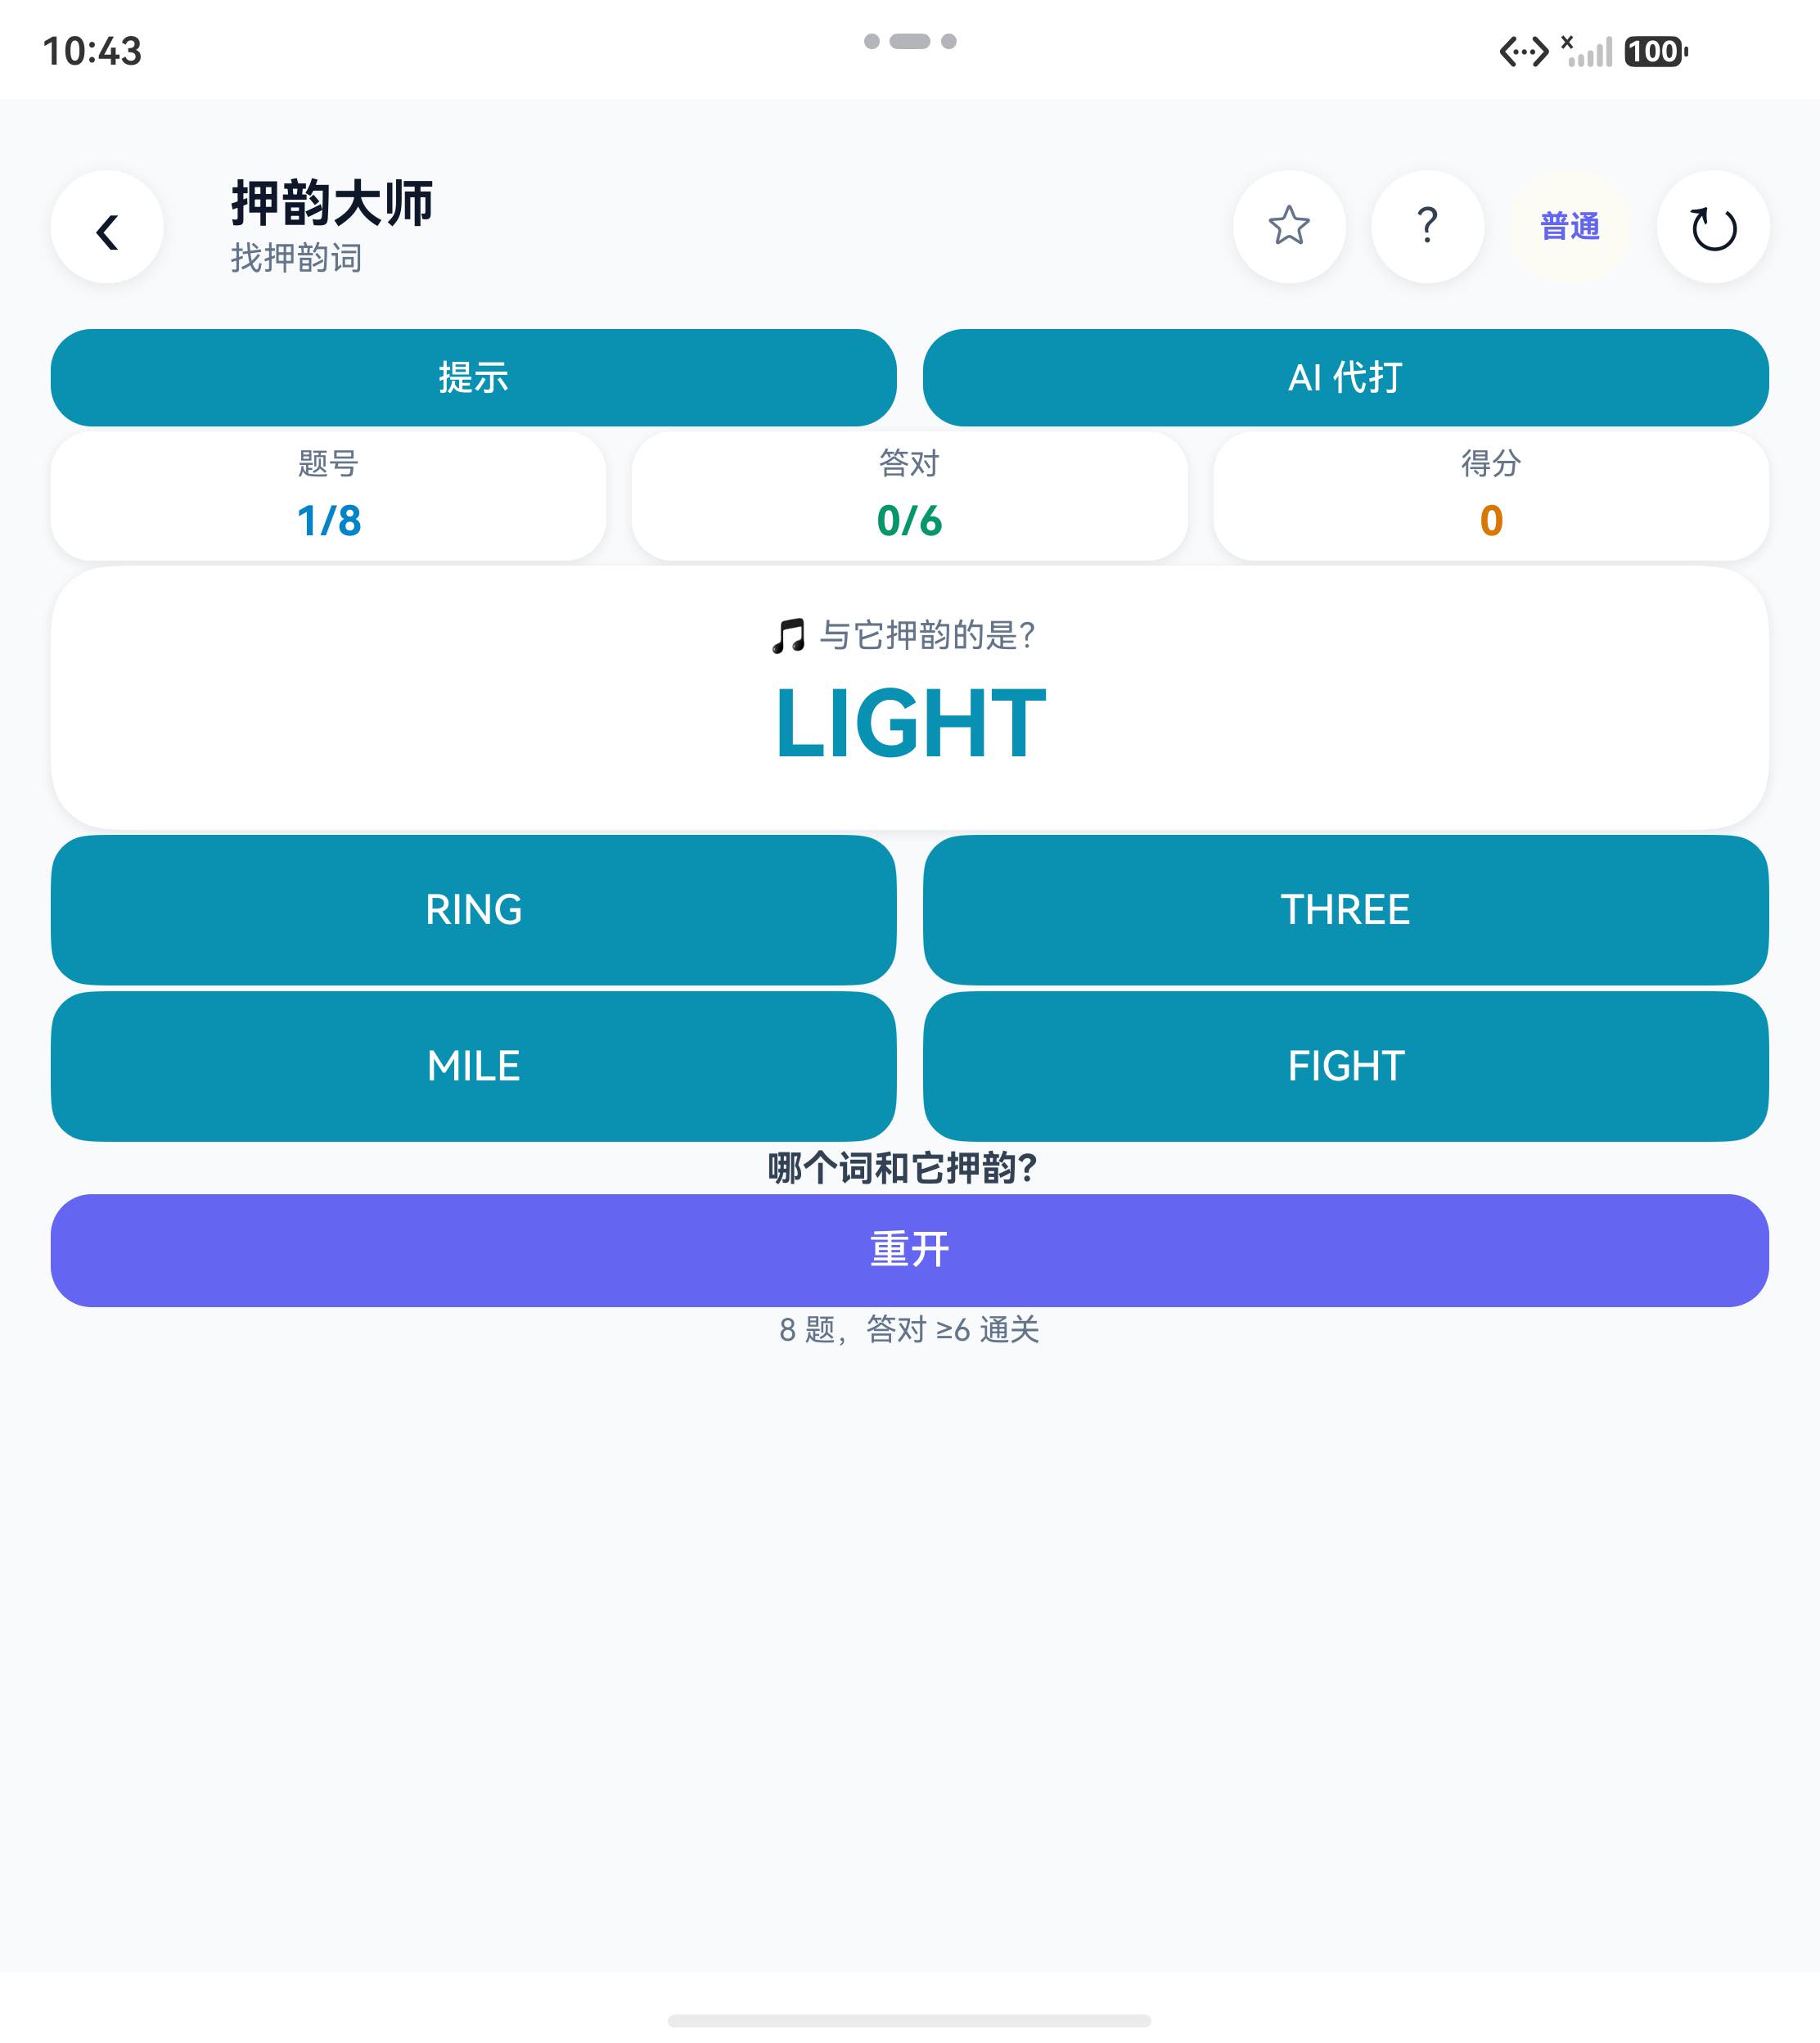 10:43
100
押韵大师
找押韵词
?
普通
提示
AI 代打
题号
答对
得分
1/8
0/6
0
🎵 与它押韵的是?
LIGHT
RING
THREE
MILE
FIGHT
哪个词和它押韵?
重开
8 题，答对 ≥6 通关